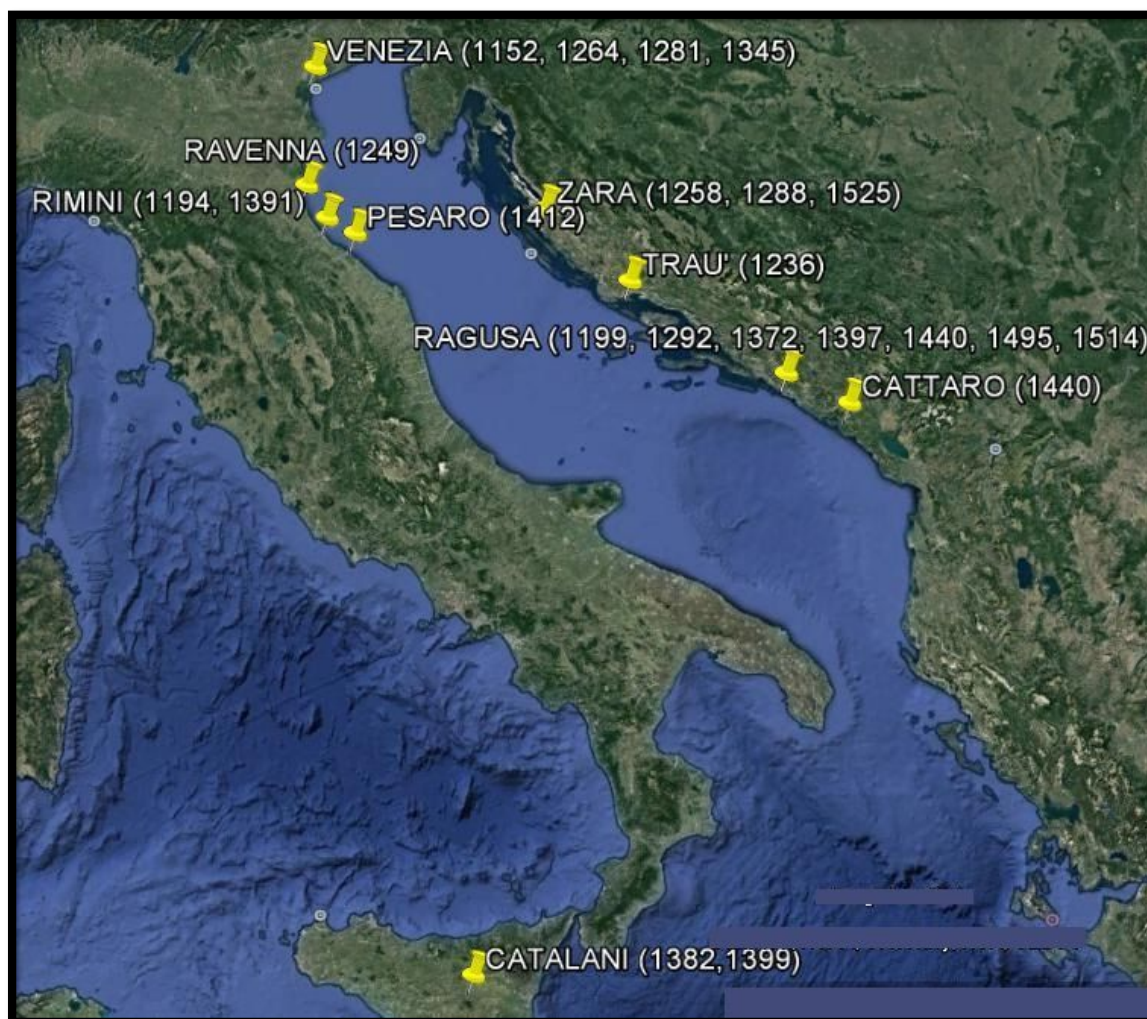 VENEZIA (1152, 1264, 1281, 1345)
RAVENNA (1249)
ZARA (1258, 1288, 1525)
RIMINI (1194, 1391)
PESARO (1412)
TRAU' (1236)
RAGUSA (1199, 1292, 1372, 1397, 1440, 1495, 1514)
CATTARO (1440)
CATALANI (1382,1399)